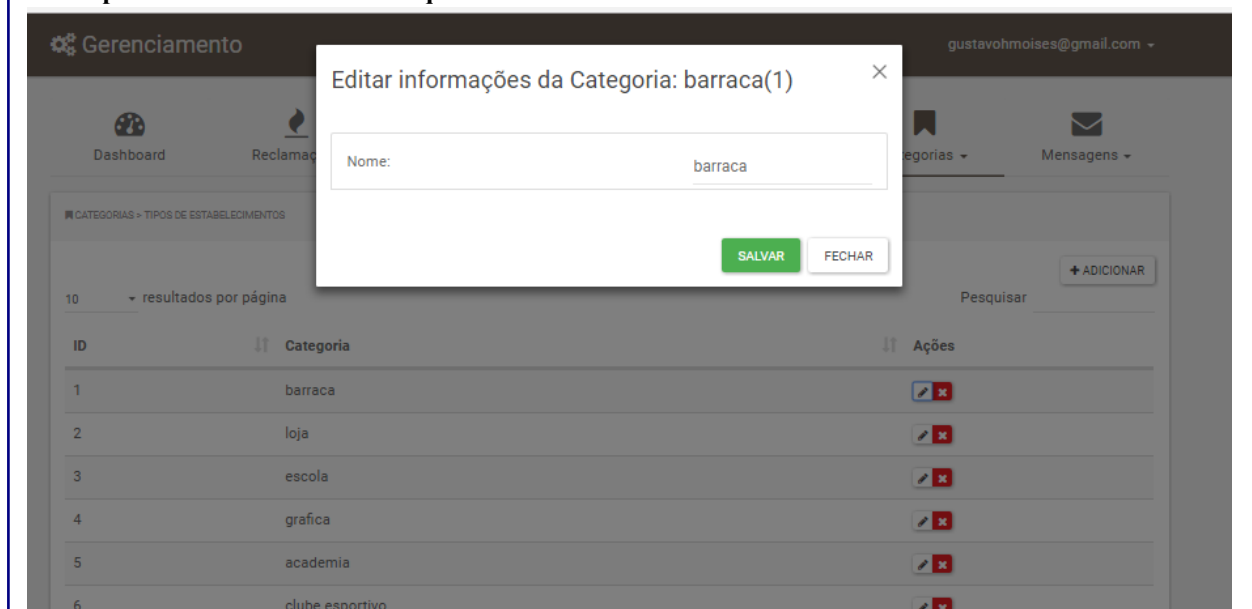 Gerenciamento
gustavohmoises@gmail.com
Editar informações da Categoria: barraca(1)
Dashboard
Reclamaç
egorias
Mensagens
Nome:
barraca
CATEGORIAS > TIPOS DE ESTABELECIMENTOS
SALVAR
FECHAR
+ ADICIONAR
10 resultados por página
Pesquisar
ID Categoria Ações
1 barraca
2 loja
3 escola
4 grafica
5 academia
6 clube esportivo